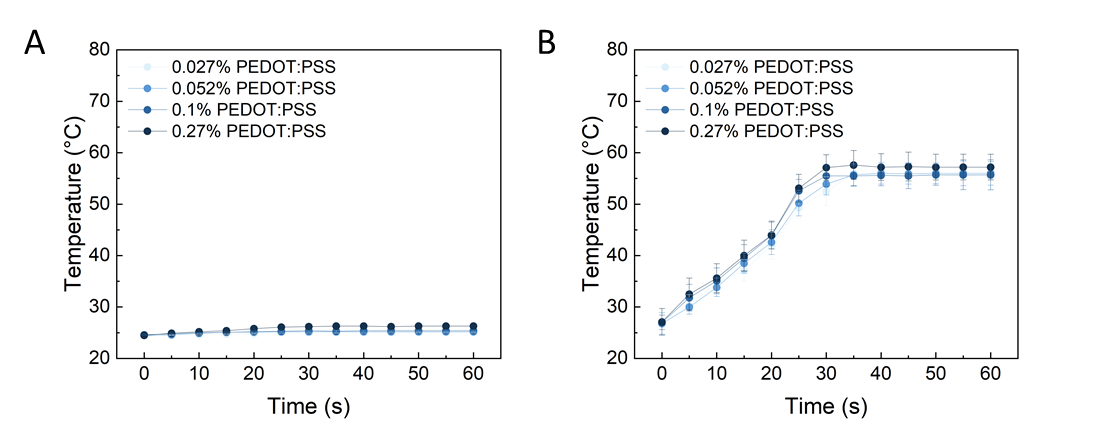 A
80
70
60
50
40
30
20
Temperature (°C)
0.027% PEDOT:PSS
0.052% PEDOT:PSS
0.1% PEDOT:PSS
0.27% PEDOT:PSS
0 10 20 30 40 50 60
Time (s)
B
80
70
60
50
40
30
20
Temperature (°C)
0.027% PEDOT:PSS
0.052% PEDOT:PSS
0.1% PEDOT:PSS
0.27% PEDOT:PSS
0 10 20 30 40 50 60
Time (s)